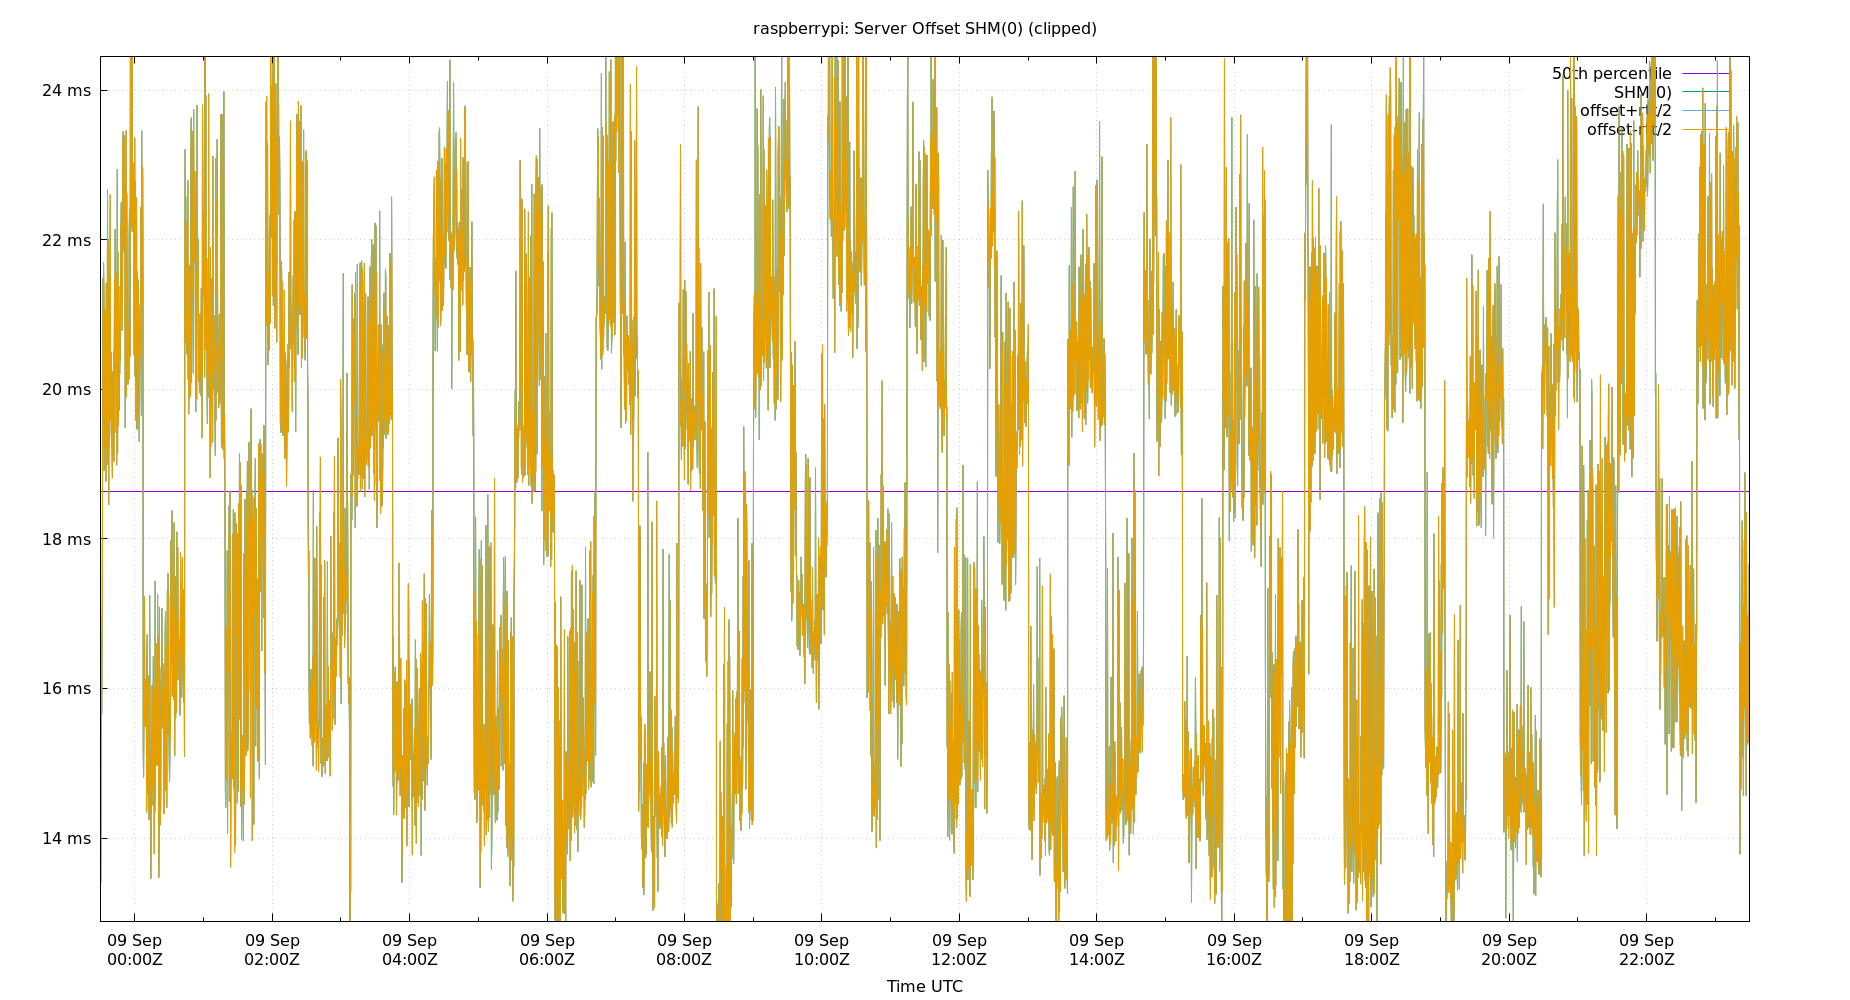 raspberrypi: Server Offset SHM(0) (clipped)
50th percentile
SHM(0)
offset+rtt/2
offset-rtt/2
24 ms
22 ms
20 ms
18 ms
16 ms
14 ms
09 Sep 09 Sep 09 Sep 09 Sep 09 Sep 09 Sep 09 Sep 09 Sep 09 Sep 09 Sep 09 Sep 09 Sep
00:00Z 02:00Z 04:00Z 06:00Z 08:00Z 10:00Z 12:00Z 14:00Z 16:00Z 18:00Z 20:00Z 22:00Z
Time UTC